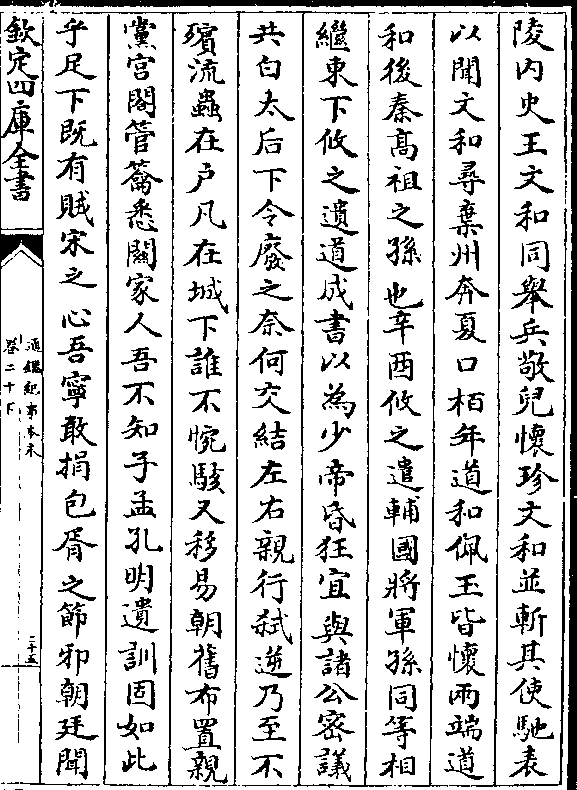 陵内史王文和同舉兵敬兒懷珍文和並斬其使馳表
以聞文和尋棄州奔夏口栢年道和佩玉皆懷兩端道
和後秦髙祖之孫也辛酉攸之遣輔國將軍孫同等相
繼東下攸之遺道成書以為少帝昏狂宜與諸公宻議
共白太后下令廢之奈何交結左右親行弑逆乃至不
殯流蟲在户凡在城下誰不惋駭又移易朝舊布置親
黨宫閣管籥悉闗家人吾不知子孟孔明遺訓固如此
乎足下既有賊宋之心吾寧敢捐包胥之節邪朝廷聞
欽定四庫全書
通鑑紀事本末
卷二十下
二十五